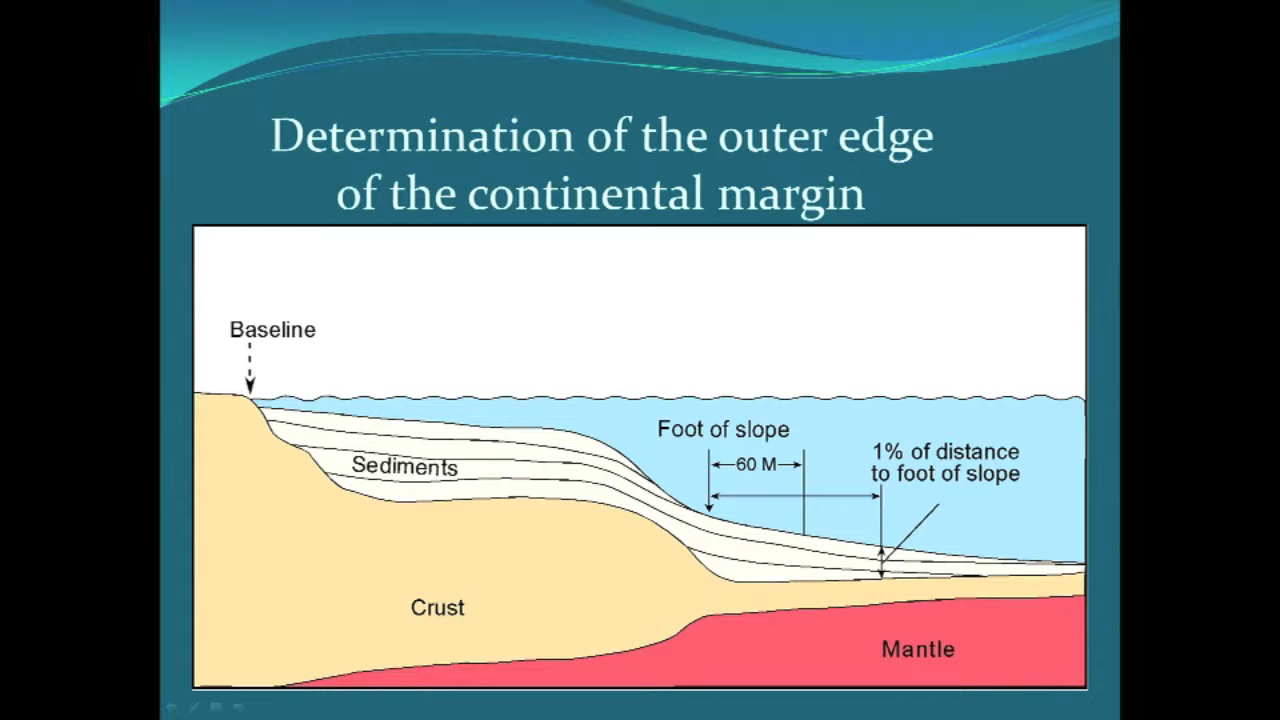 Determination of the outer edge
of the continental margin
Baseline
Foot of slope
60 M
1% of distance
to foot of slope
Sediments
Crust
Mantle